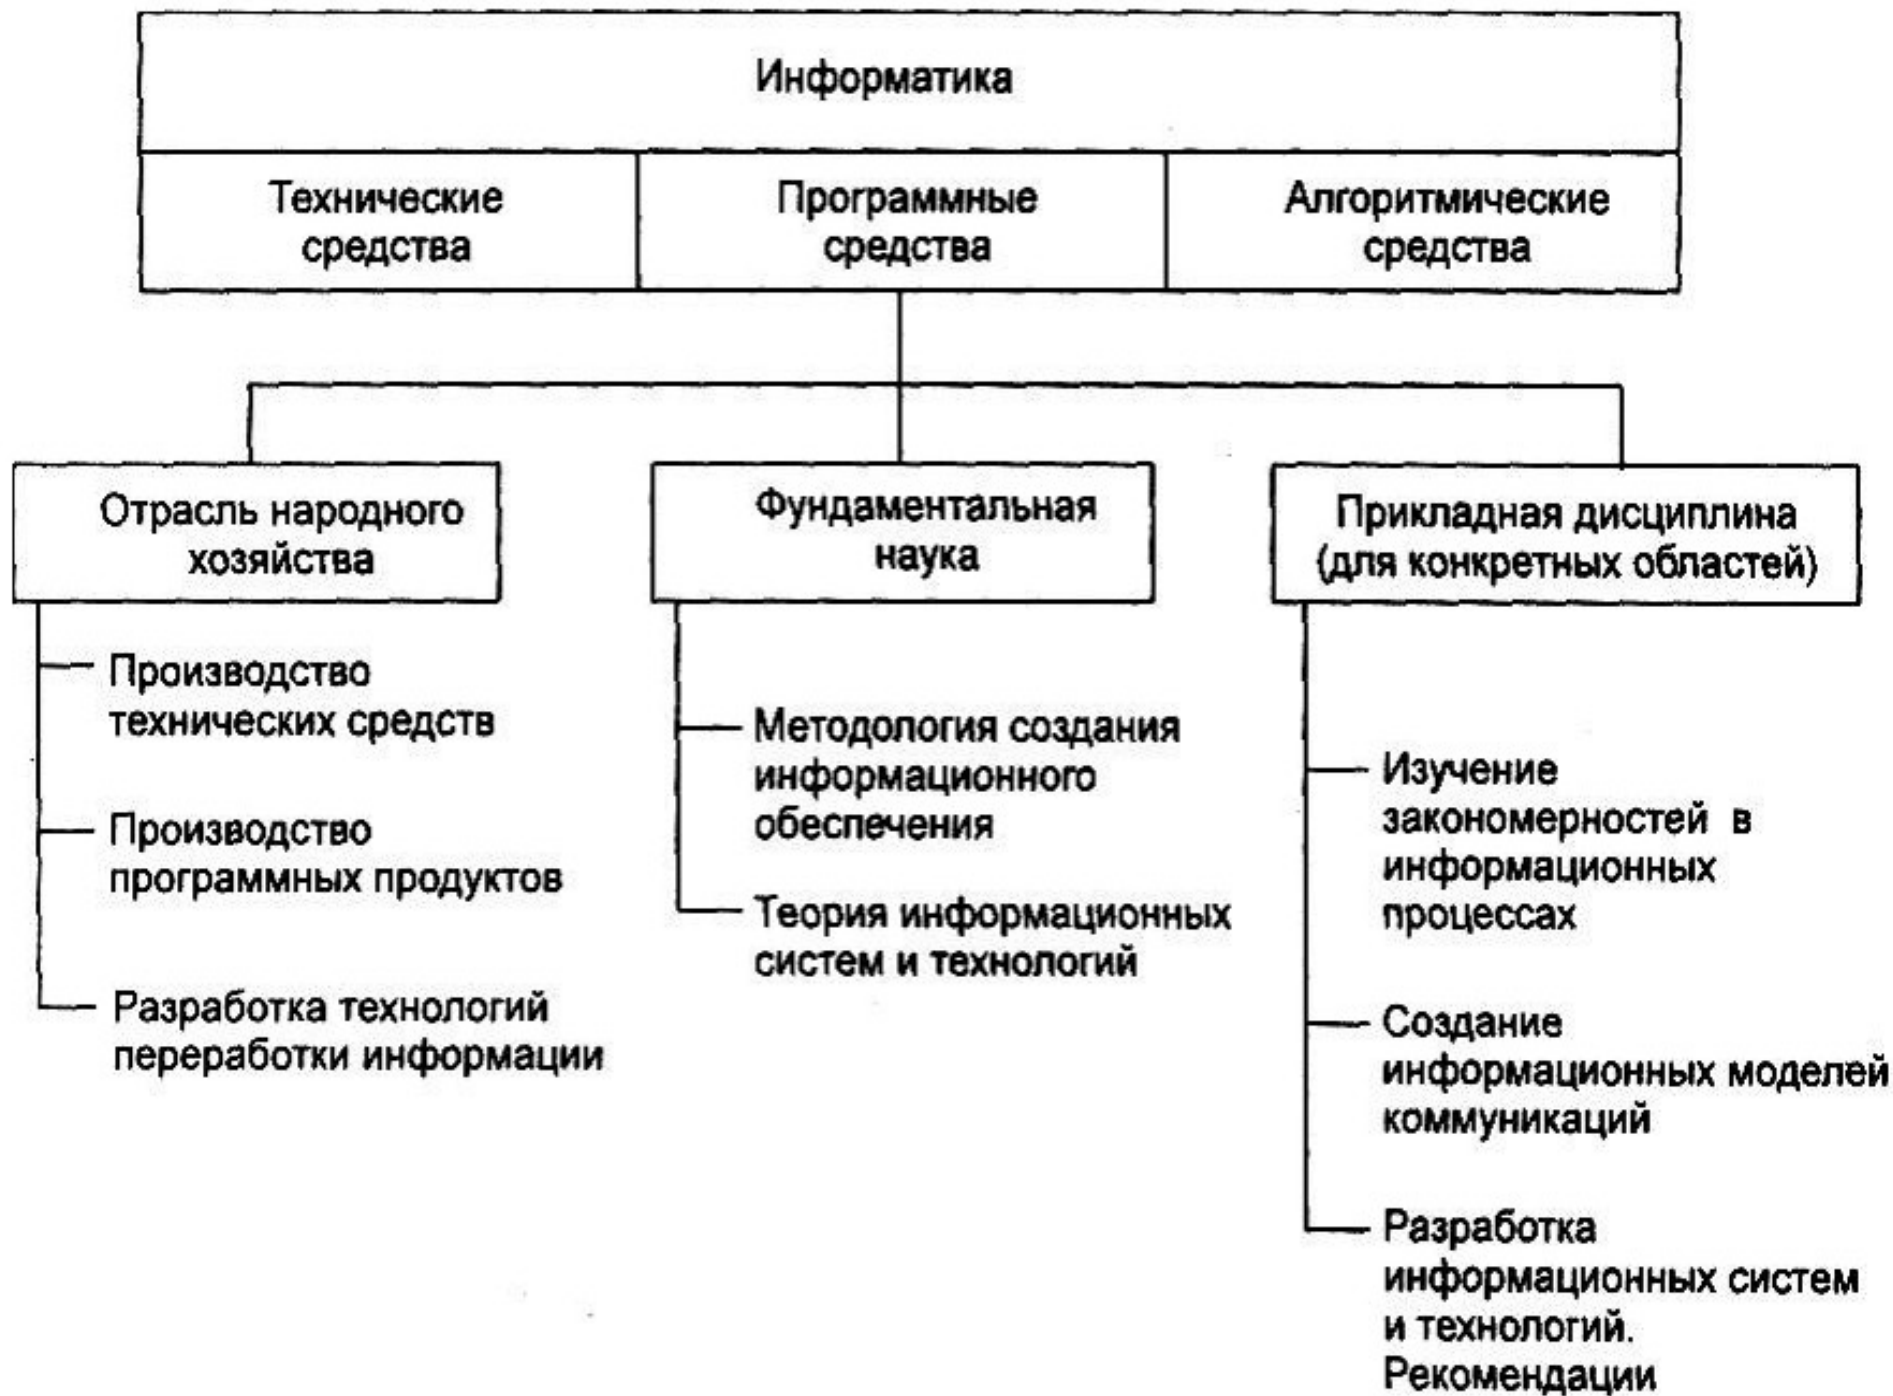 Информатика
Технические
средства
Программные
средства
Алгоритмические
средства
Отрасль народного
хозяйства
Производство
технических средств
Производство
программных продуктов
Разработка технологий
переработки информации
Фундаментальная
наука
Методология создания
информационного
обеспечения
Теория информационных
систем и технологий
Прикладная дисциплина
(для конкретных областей)
Изучение
закономерностей в
информационных
процессах
Создание
информационных моделей
коммуникаций
Разработка
информационных систем
и технологий.
Рекомендации